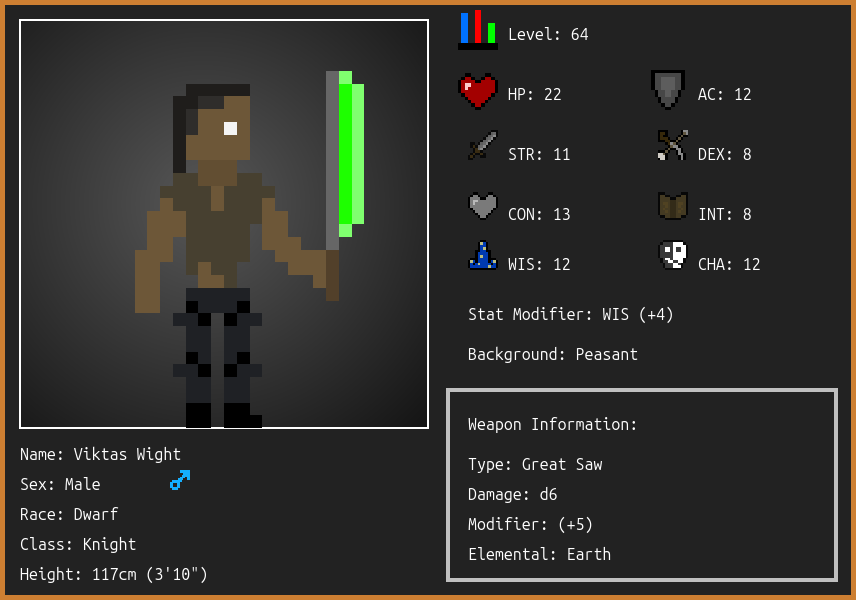 Level: 64
HP: 22
AC: 12
STR: 11
DEX: 8
CON: 13
INT: 8
WIS: 12
CHA: 12
Stat Modifier: WIS (+4)
Background: Peasant
Weapon Information:
Type: Great Saw
Damage: d6
Modifier: (+5)
Elemental: Earth
Name: Viktas Wight
Sex: Male
Race: Dwarf
Class: Knight
Height: 117cm (3'10")